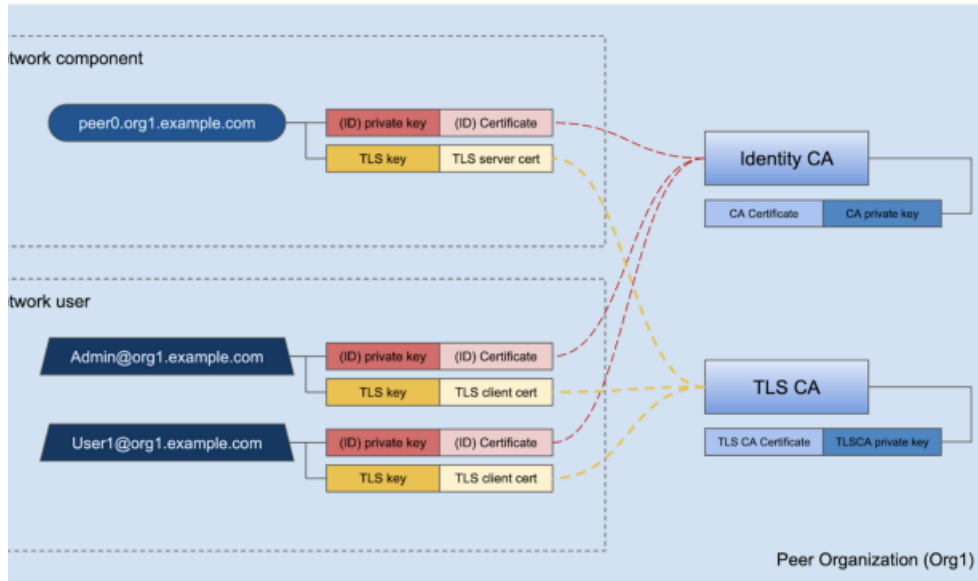 etwork component
peer0.org1.example.com
(ID) private key
(ID) Certificate
TLS key
TLS server cert
Identity CA
CA Certificate
CA private key
etwork user
Admin@org1.example.com
(ID) private key
(ID) Certificate
TLS key
TLS client cert
User1@org1.example.com
(ID) private key
(ID) Certificate
TLS key
TLS client cert
TLS CA
TLS CA Certificate
TLSCA private key
Peer Organization (Org1)